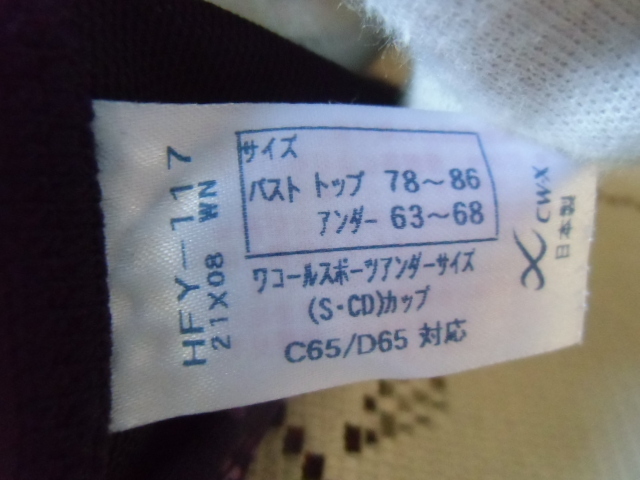 HFY-117
21X08 WN
サイズ
バスト トップ 78〜86
アンダー 63〜68
ワコールスポーツアンダーサイズ
(S・CD)カップ
C65/D65 対応
CW-X
日本製